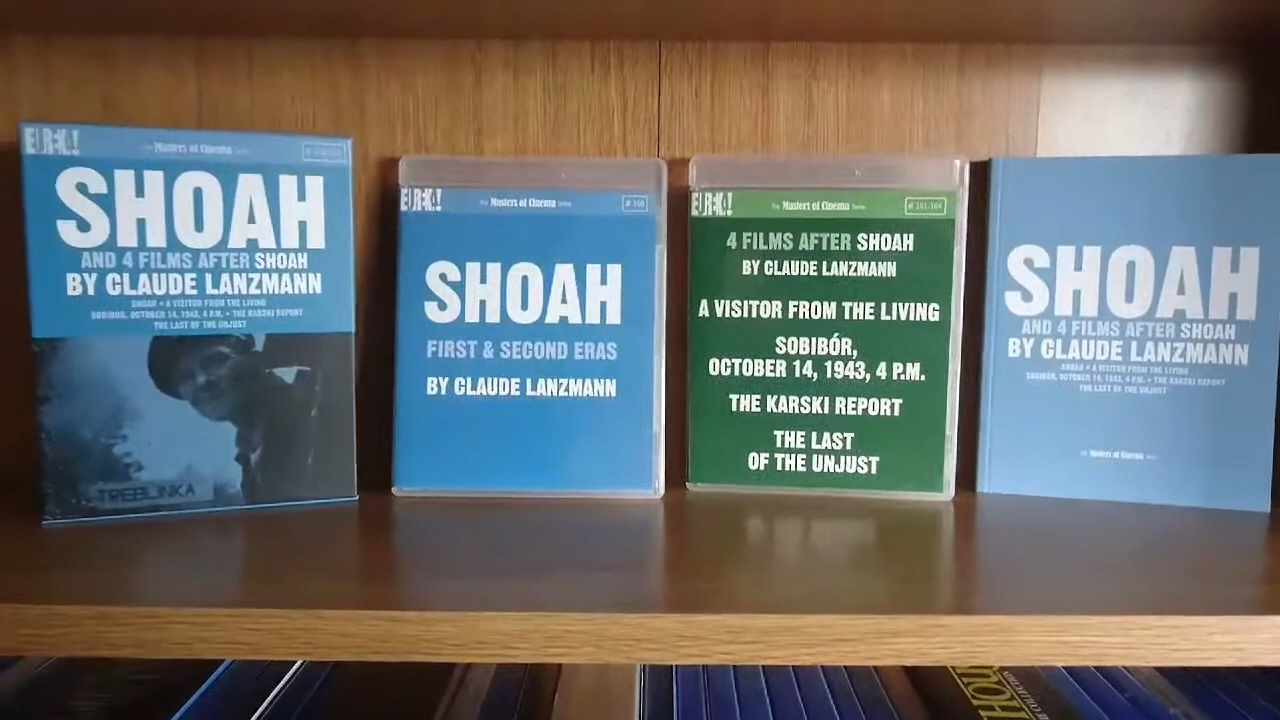 EUREKA!
The Masters of Cinema Series
SHOAH
AND 4 FILMS AFTER SHOAH
BY CLAUDE LANZMANN
SHOAH • A VISITOR FROM THE LIVING
SOBIBÓR, OCTOBER 14, 1943, 4 P.M. • THE KARSKI REPORT
THE LAST OF THE UNJUST
TREBLINKA
EUREKA!
The Masters of Cinema Series
# 100
SHOAH
FIRST & SECOND ERAS
BY CLAUDE LANZMANN
EUREKA!
The Masters of Cinema Series
# 101-104
4 FILMS AFTER SHOAH
BY CLAUDE LANZMANN
A VISITOR FROM THE LIVING
SOBIBÓR,
OCTOBER 14, 1943, 4 P.M.
THE KARSKI REPORT
THE LAST
OF THE UNJUST
SHOAH
AND 4 FILMS AFTER SHOAH
BY CLAUDE LANZMANN
SHOAH • A VISITOR FROM THE LIVING
SOBIBÓR, OCTOBER 14, 1943, 4 P.M. • THE KARSKI REPORT
THE LAST OF THE UNJUST
The Masters of Cinema Series
HOU
COLLECTION